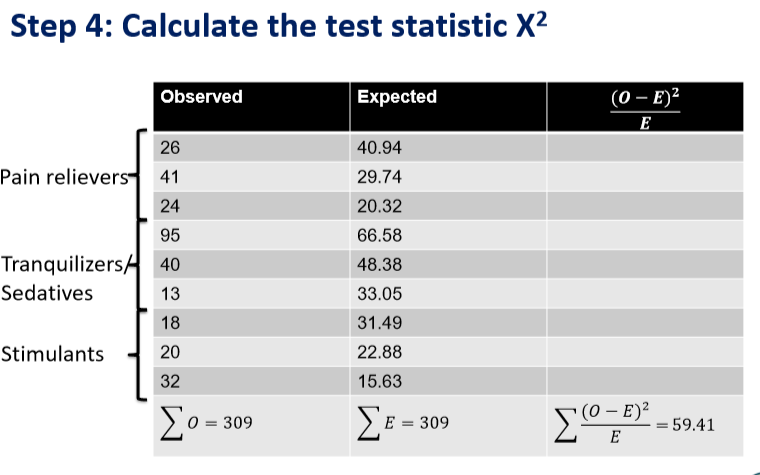 Step 4: Calculate the test statistic X²
Observed Expected (O − E)²/E
Pain relievers
26 40.94
41 29.74
24 20.32
Tranquilizers/
Sedatives
95 66.58
40 48.38
13 33.05
Stimulants
18 31.49
20 22.88
32 15.63
∑O = 309 ∑E = 309 ∑(O − E)²/E = 59.41